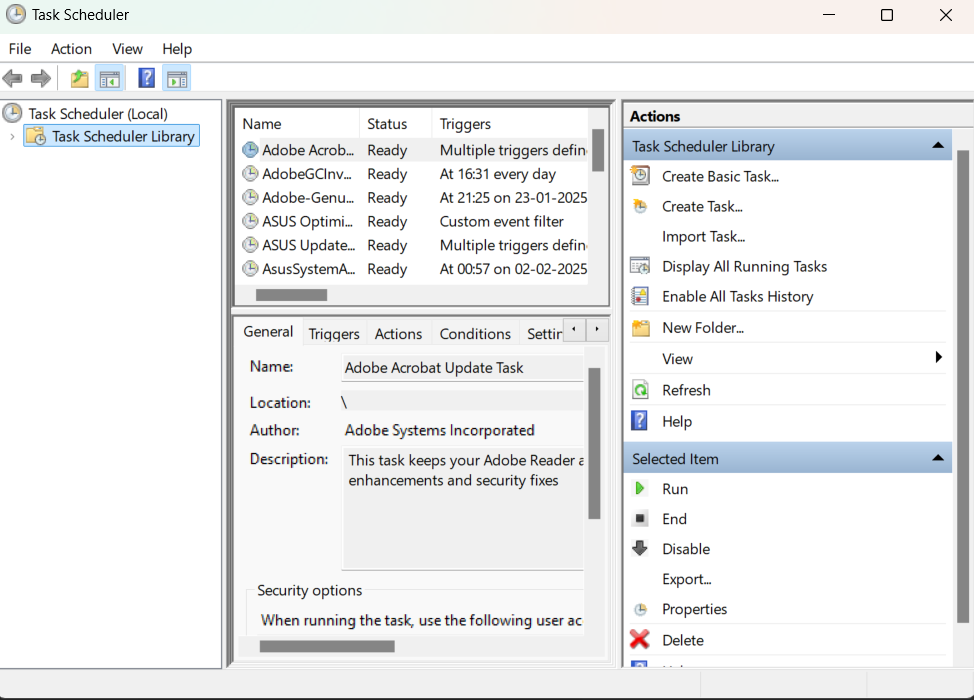 Task Scheduler
File Action View Help
Task Scheduler (Local)
Task Scheduler Library
Name Status Triggers
Adobe Acrob... Ready Multiple triggers defin
AdobeGCInv... Ready At 16:31 every day
Adobe-Genu... Ready At 21:25 on 23-01-2025
ASUS Optimi... Ready Custom event filter
ASUS Update... Ready Multiple triggers defin
AsusSystemA... Ready At 00:57 on 02-02-2025
General Triggers Actions Conditions Settin
Name: Adobe Acrobat Update Task
Location: \
Author: Adobe Systems Incorporated
Description: This task keeps your Adobe Reader a
enhancements and security fixes
Security options
When running the task, use the following user ac
Actions
Task Scheduler Library
Create Basic Task...
Create Task...
Import Task...
Display All Running Tasks
Enable All Tasks History
New Folder...
View
Refresh
Help
Selected Item
Run
End
Disable
Export...
Properties
Delete